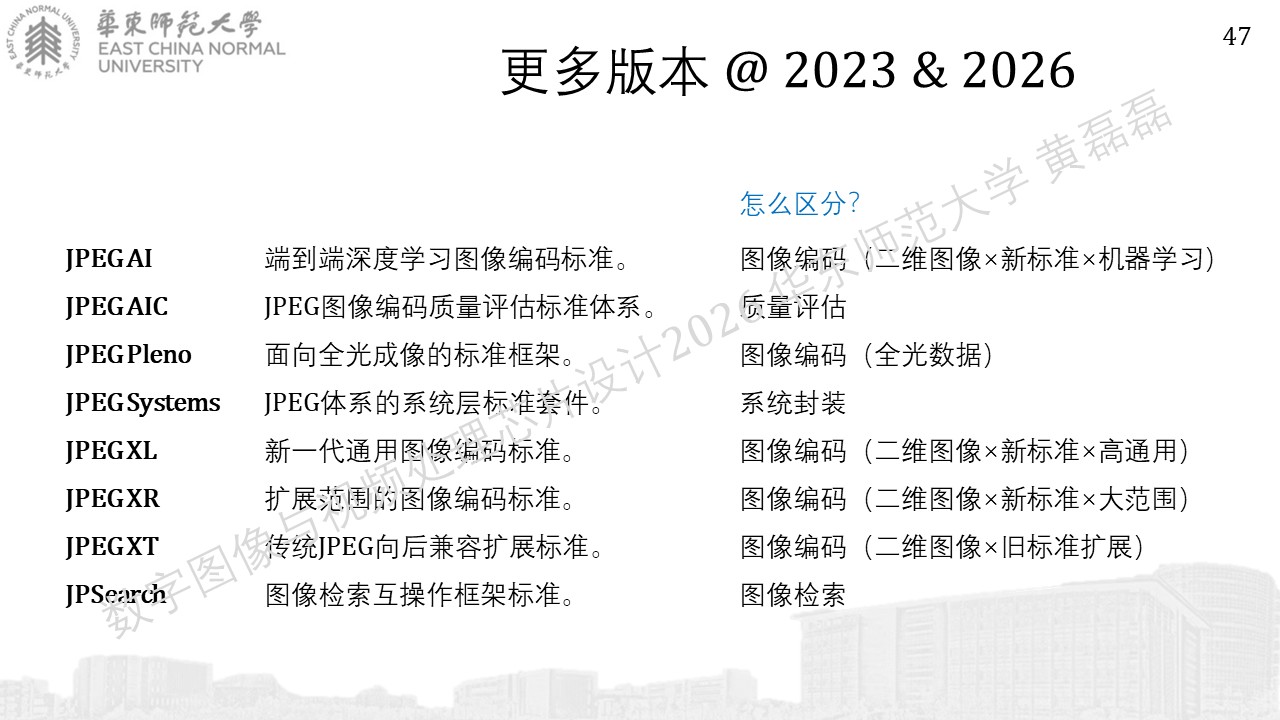 華東師範大學
EAST CHINA NORMAL
UNIVERSITY
EAST CHINA NORMAL UNIVERSITY
華東師範大學
47
更多版本 @ 2023 & 2026
怎么区分?
JPEG AI 端到端深度学习图像编码标准。 图像编码（二维图像×新标准×机器学习）
JPEG AIC JPEG图像编码质量评估标准体系。 质量评估
JPEG Pleno 面向全光成像的标准框架。 图像编码（全光数据）
JPEG Systems JPEG体系的系统层标准套件。 系统封装
JPEG XL 新一代通用图像编码标准。 图像编码（二维图像×新标准×高通用）
JPEG XR 扩展范围的图像编码标准。 图像编码（二维图像×新标准×大范围）
JPEG XT 传统JPEG向后兼容扩展标准。 图像编码（二维图像×旧标准扩展）
JPSearch 图像检索互操作框架标准。 图像检索
数字图像与视频处理芯片设计2026 华东师范大学 黄磊磊